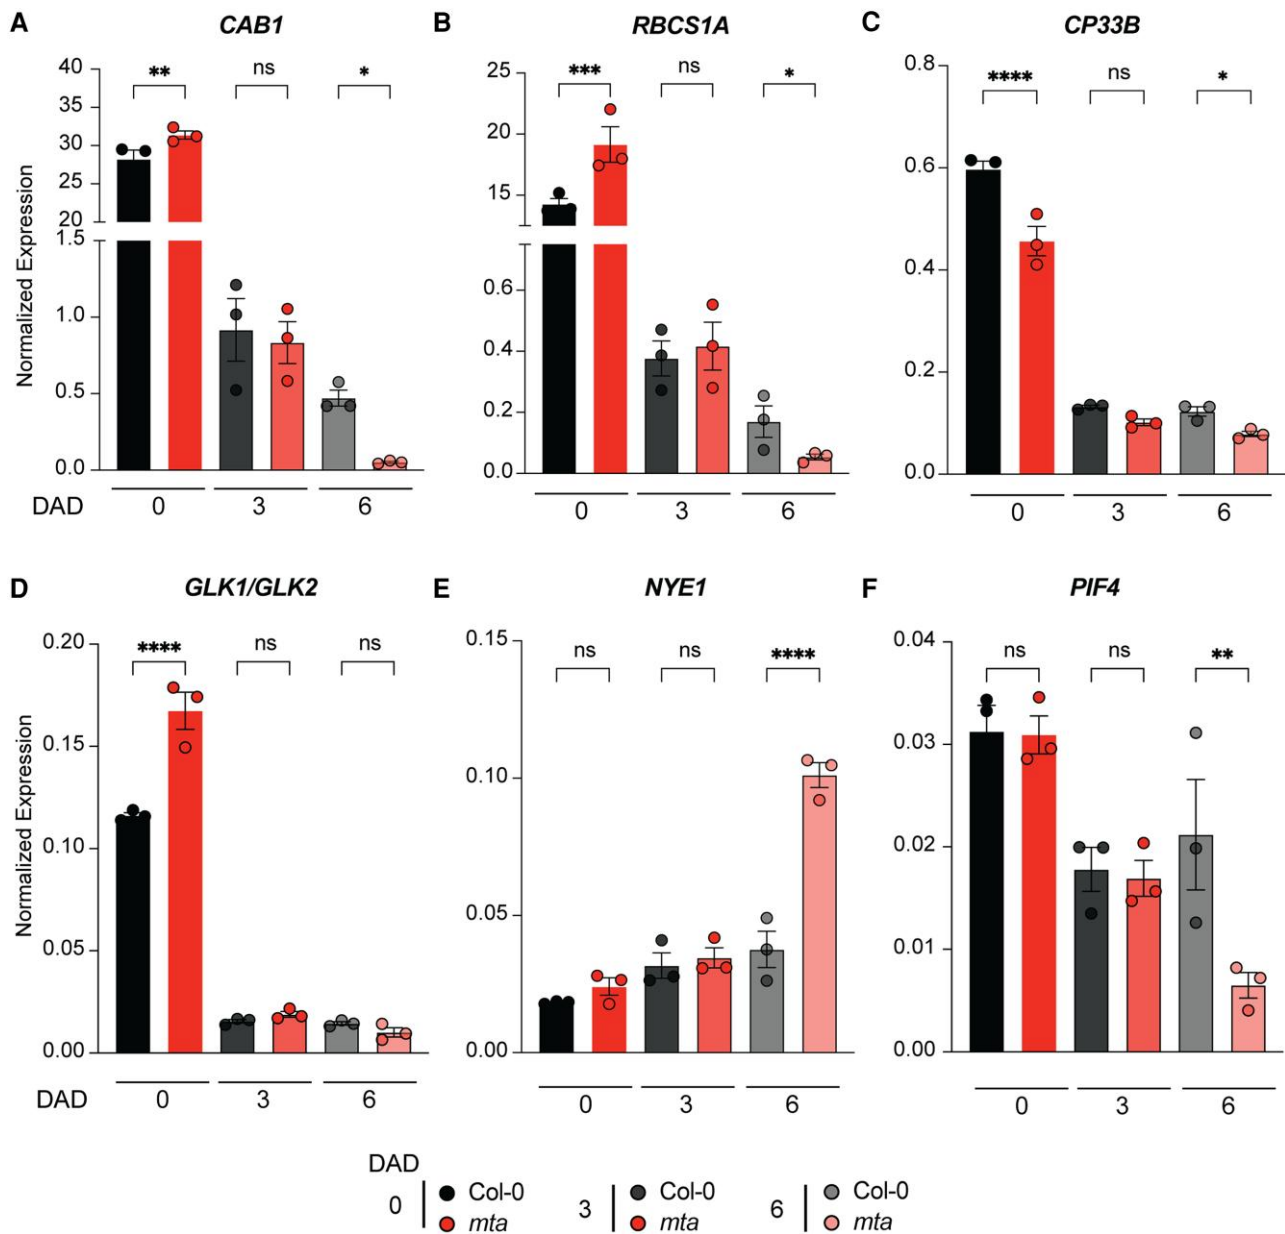 A CAB1
B RBCS1A
C CP33B
Normalized Expression
40
35
30
25
20
1.5
1.0
0.5
0.0
** ns *
DAD 0 3 6
25
20
15
0.6
0.4
0.2
0.0
*** ns *
0 3 6
0.8
0.6
0.4
0.2
0.0
**** ns *
0 3 6
D GLK1/GLK2
E NYE1
F PIF4
Normalized Expression
0.20
0.15
0.10
0.05
0.00
**** ns ns
DAD 0 3 6
0.15
0.10
0.05
0.00
ns ns ****
0 3 6
0.04
0.03
0.02
0.01
0.00
ns ns **
0 3 6
DAD
0 Col-0 mta
3 Col-0 mta
6 Col-0 mta